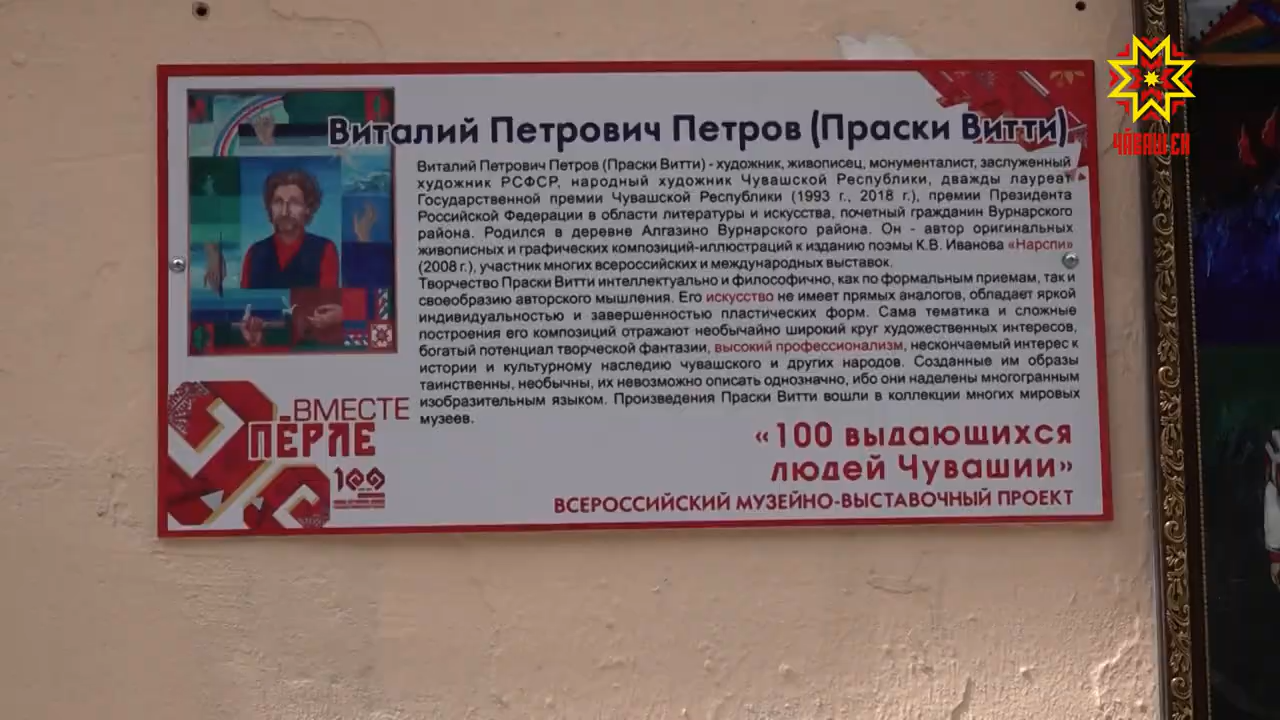 Виталий Петрович Петров (Праски Витти)
Виталий Петрович Петров (Праски Витти) - художник, живописец, монументалист, заслуженный
художник РСФСР, народный художник Чувашской Республики, дважды лауреат
Государственной премии Чувашской Республики (1993 г., 2018 г.), премии Президента
Российской Федерации в области литературы и искусства, почетный гражданин Вурнарского
района. Родился в деревне Алгазино Вурнарского района. Он - автор оригинальных
живописных и графических композиций-иллюстраций к изданию поэмы К.В. Иванова «Нарспи»
(2008 г.), участник многих всероссийских и международных выставок.
Творчество Праски Витти интеллектуально и философично, как по формальным приемам, так и
своеобразию авторского мышления. Его искусство не имеет прямых аналогов, обладает яркой
индивидуальностью и завершенностью пластических форм. Сама тематика и сложные
построения его композиций отражают необычайно широкий круг художественных интересов,
богатый потенциал творческой фантазии, высокий профессионализм, нескончаемый интерес к
истории и культурному наследию чувашского и других народов. Созданные им образы
таинственны, необычны, их невозможно описать однозначно, ибо они наделены многогранным
изобразительным языком. Произведения Праски Витти вошли в коллекции многих мировых
музеев.
ВМЕСТЕ
ПӖРЛЕ
100
«100 выдающихся
людей Чувашии»
ВСЕРОССИЙСКИЙ МУЗЕЙНО-ВЫСТАВОЧНЫЙ ПРОЕКТ
ЧӐВАШ ЕН